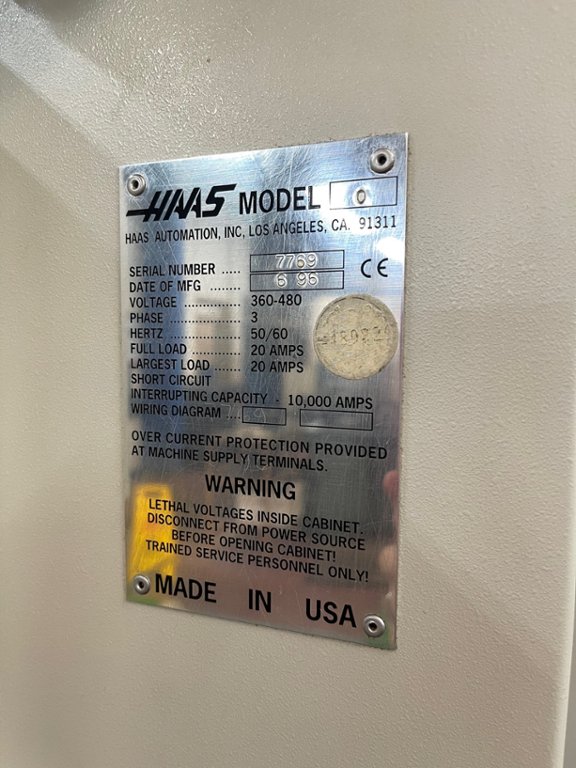 HAAS MODEL 0
HAAS AUTOMATION, INC, LOS ANGELES, CA. 91311
SERIAL NUMBER ..... 7769
DATE OF MFG ........ 6 96
CE
VOLTAGE .............. 360-480
PHASE ................. 3
HERTZ ................. 50/60
FULL LOAD ........... 20 AMPS
LARGEST LOAD ...... 20 AMPS
SHORT CIRCUIT
INTERRUPTING CAPACITY - 10,000 AMPS
WIRING DIAGRAM ....
OVER CURRENT PROTECTION PROVIDED
AT MACHINE SUPPLY TERMINALS.
WARNING
LETHAL VOLTAGES INSIDE CABINET.
DISCONNECT FROM POWER SOURCE
BEFORE OPENING CABINET!
TRAINED SERVICE PERSONNEL ONLY!
MADE IN USA